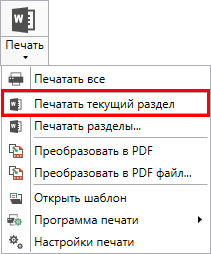 Печать
Печатать все
Печатать текущий раздел
Печатать разделы...
Преобразовать в PDF
Преобразовать в PDF файл...
Открыть шаблон
Программа печати
Настройки печати